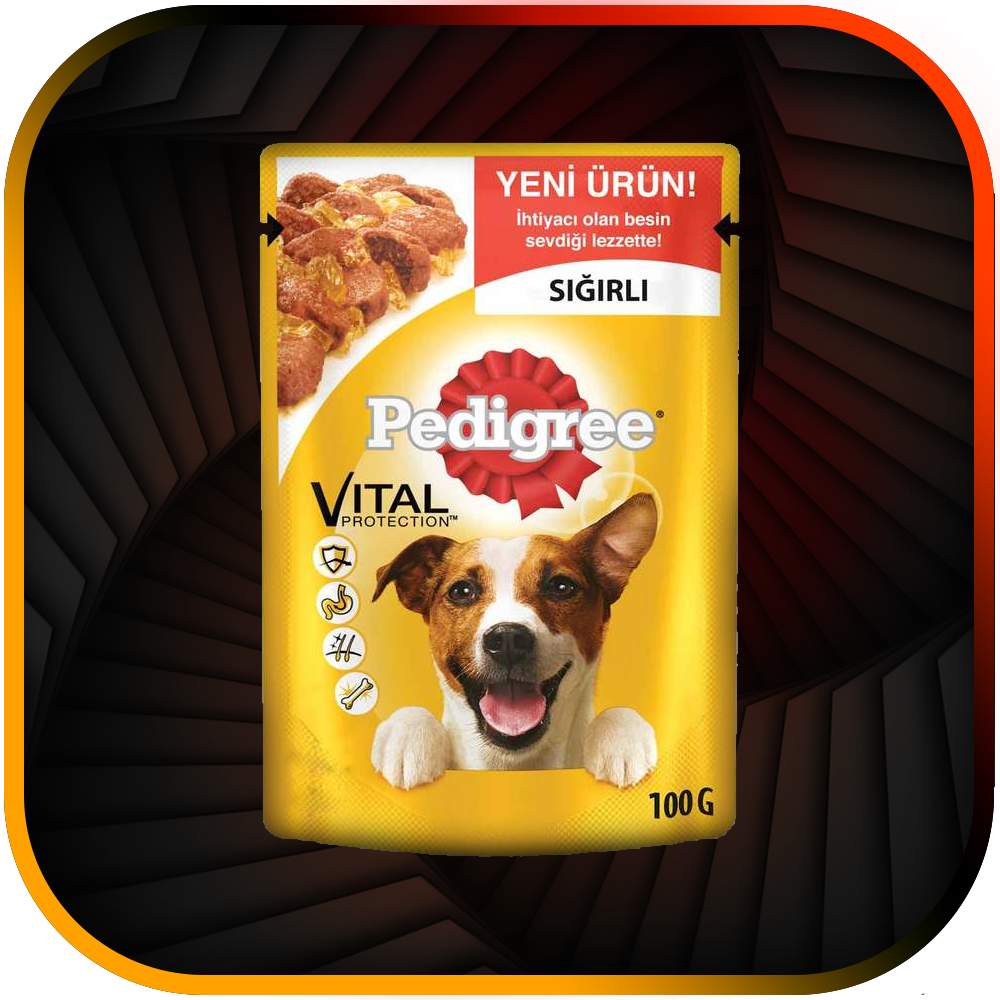 YENİ ÜRÜN!
İhtiyacı olan besin
sevdiği lezzette!
SIĞIRLI
Pedigree®
VITAL
PROTECTION™
100 G